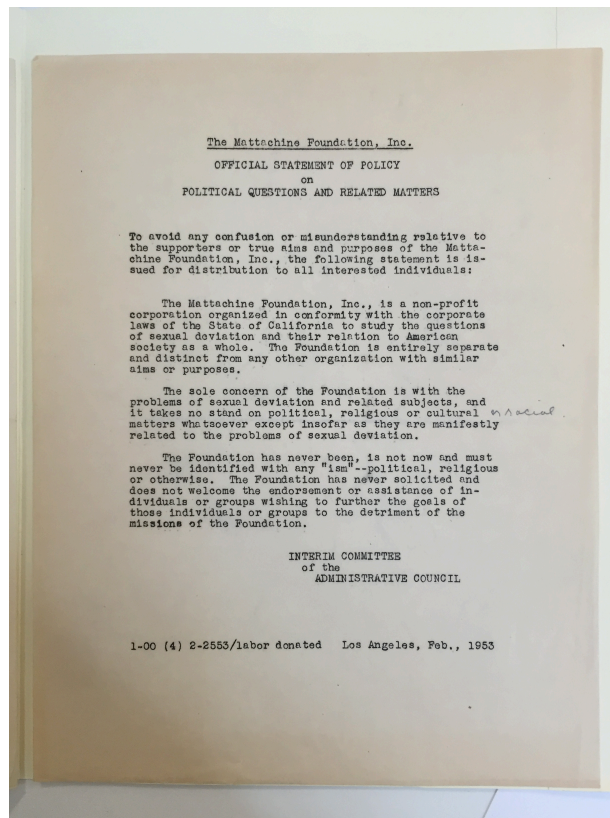 The Mattachine Foundation, Inc.
OFFICIAL STATEMENT OF POLICY
on
POLITICAL QUESTIONS AND RELATED MATTERS
To avoid any confusion or misunderstanding relative to
the supporters or true aims and purposes of the Matta-
chine Foundation, Inc., the following statement is is-
sued for distribution to all interested individuals:
The Mattachine Foundation, Inc., is a non-profit
corporation organized in conformity with the corporate
laws of the State of California to study the questions
of sexual deviation and their relation to American
society as a whole. The Foundation is entirely separate
and distinct from any other organization with similar
aims or purposes.
The sole concern of the Foundation is with the
problems of sexual deviation and related subjects, and
it takes no stand on political, religious or cultural or racial
matters whatsoever except insofar as they are manifestly
related to the problems of sexual deviation.
The Foundation has never been, is not now and must
never be identified with any "ism"--political, religious
or otherwise. The Foundation has never solicited and
does not welcome the endorsement or assistance of in-
dividuals or groups wishing to further the goals of
those individuals or groups to the detriment of the
missions of the Foundation.
INTERIM COMMITTEE
of the
ADMINISTRATIVE COUNCIL
1-00 (4) 2-2553/labor donated Los Angeles, Feb., 1953